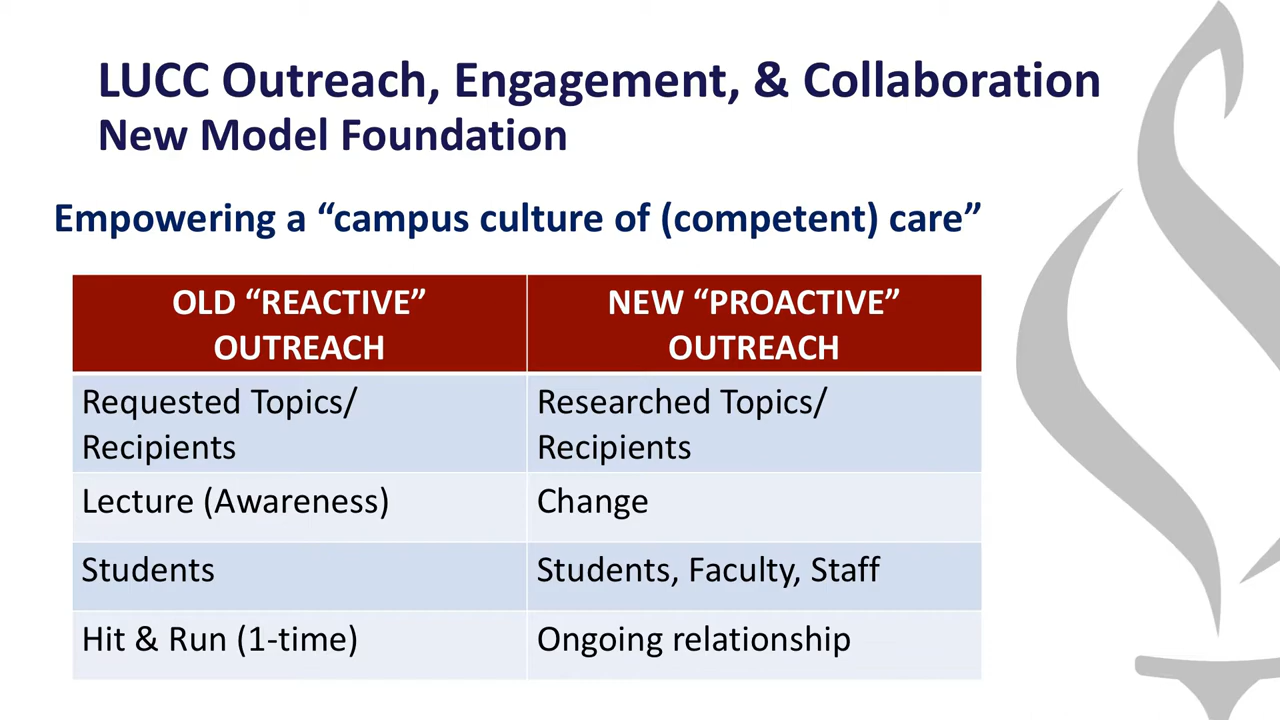 LUCC Outreach, Engagement, & Collaboration
New Model Foundation
Empowering a “campus culture of (competent) care”
OLD “REACTIVE”
OUTREACH
NEW “PROACTIVE”
OUTREACH
Requested Topics/
Recipients
Researched Topics/
Recipients
Lecture (Awareness)
Change
Students
Students, Faculty, Staff
Hit & Run (1-time)
Ongoing relationship